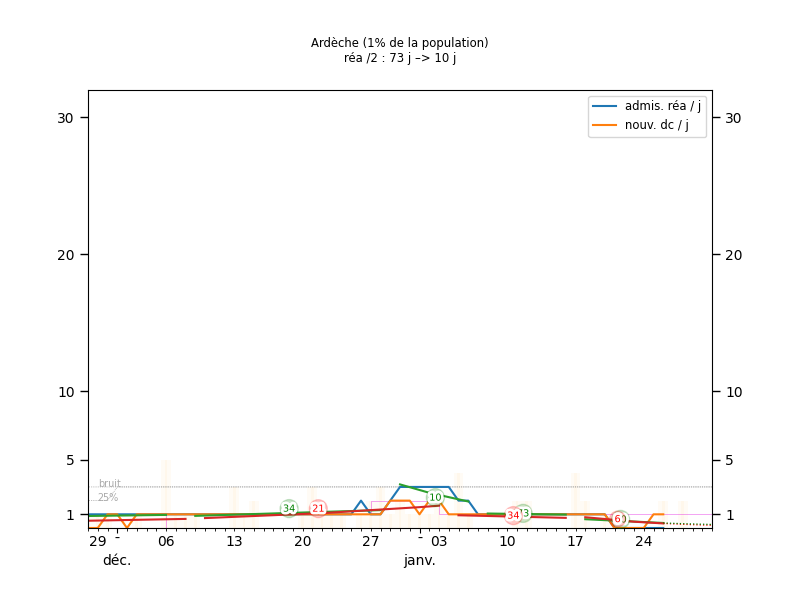 Ardèche (1% de la population)
réa /2 : 73 j –> 10 j
admis. réa / j
nouv. dc / j
30 30
20 20
10 10
5 5
bruit
25%
34 21 10 34 6
1 1
29 06 13 20 27 03 10 17 24
déc. janv.